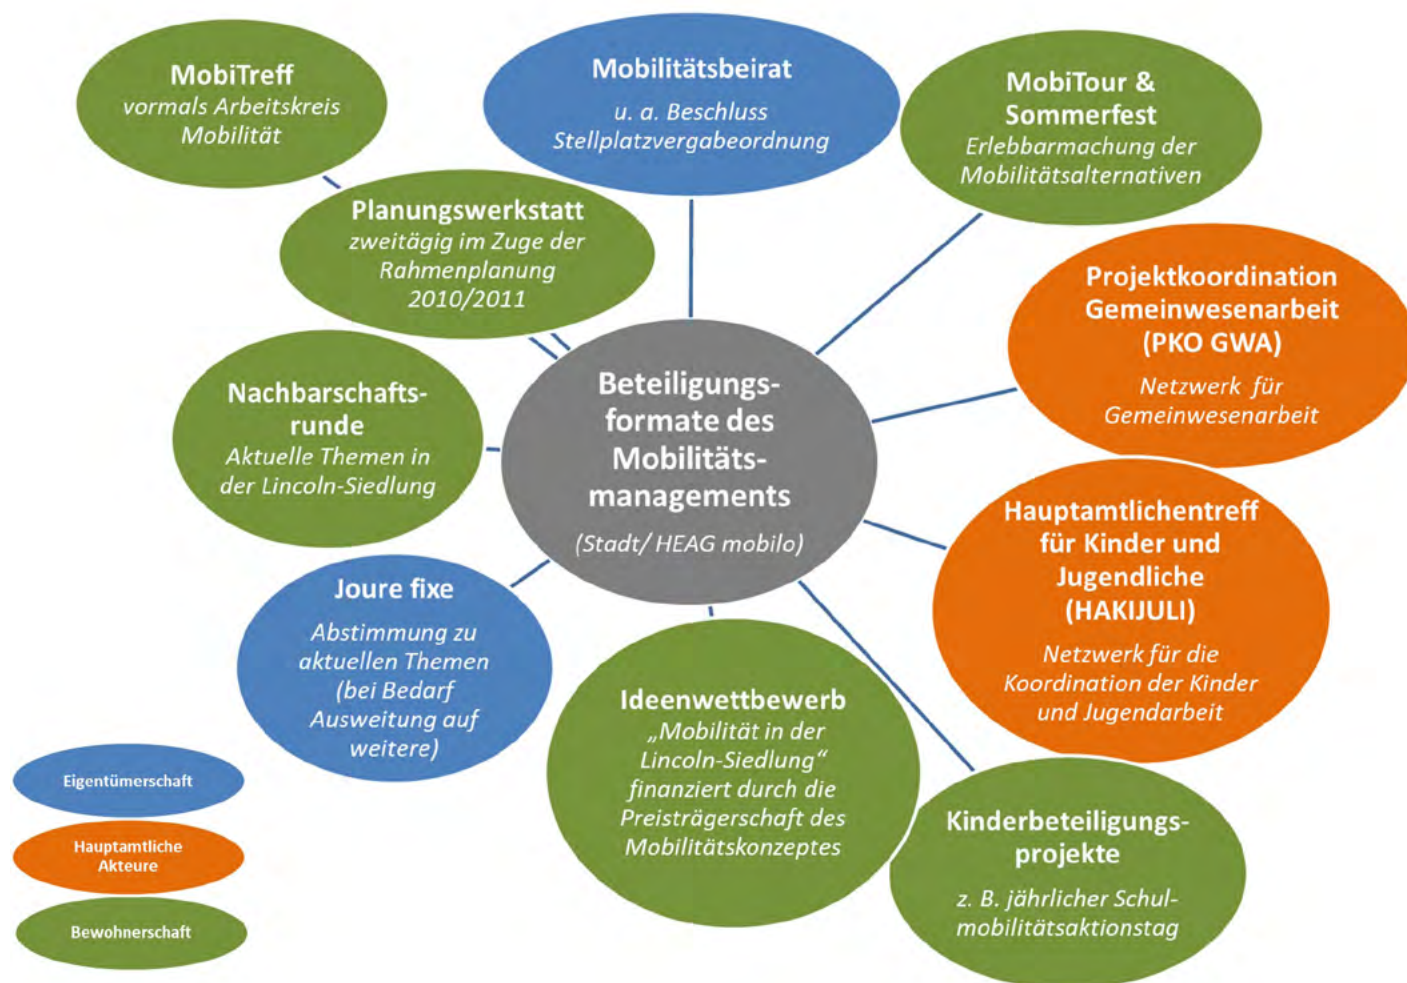 MobiTreff
vormals Arbeitskreis
Mobilität
Mobilitätsbeirat
u. a. Beschluss
Stellplatzvergabeordnung
MobiTour &
Sommerfest
Erlebbarmachung der
Mobilitätsalternativen
Planungswerkstatt
zweitägig im Zuge der
Rahmenplanung
2010/2011
Projektkoordination
Gemeinwesenarbeit
(PKO GWA)
Netzwerk für
Gemeinwesenarbeit
Nachbarschafts-
runde
Aktuelle Themen in
der Lincoln-Siedlung
Beteiligungs-
formate des
Mobilitäts-
managements
(Stadt/ HEAG mobilo)
Hauptamtlichentreff
für Kinder und
Jugendliche
(HAKIJULI)
Netzwerk für die
Koordination der Kinder
und Jugendarbeit
Joure fixe
Abstimmung zu
aktuellen Themen
(bei Bedarf
Ausweitung auf
weitere)
Ideenwettbewerb
„Mobilität in der
Lincoln-Siedlung“
finanziert durch die
Preisträgerschaft des
Mobilitätskonzeptes
Kinderbeteiligungs-
projekte
z. B. jährlicher Schul-
mobilitätsaktionstag
Eigentümerschaft
Hauptamtliche
Akteure
Bewohnerschaft